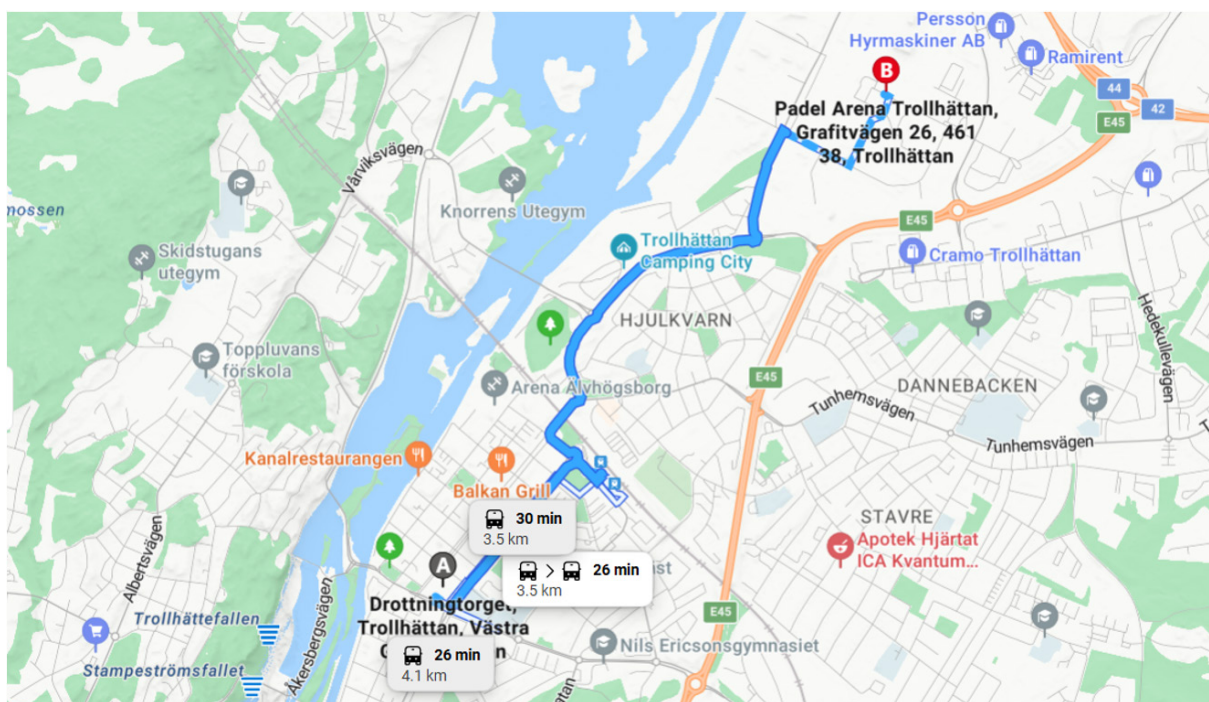 Persson
Hyrmaskiner AB
Ramirent
B
44
42
E45
Padel Arena Trollhättan,
Grafitvägen 26, 461
38, Trollhättan
Vårviksvägen
Knorrens Utegym
mossen
Skidstugans
utegym
E45
Trollhättan
Camping City
Cramo Trollhättan
HJULKVARN
Hedekullevägen
Toppluvans
förskola
Arena Älvhögsborg
E45
DANNEBACKEN
Tunhemsvägen
Tunhemsvägen
Kanalrestaurangen
Balkan Grill
30 min
3.5 km
STAVRE
Apotek Hjärtat
ICA Kvantum...
A
26 min
3.5 km
Albertsvägen
Drottningtorget,
Trollhättan, Västra
E45
Trollhättefallen
26 min
4.1 km
Nils Ericsonsgymnasiet
Stampeströmsfallet
Åkersbergsvägen